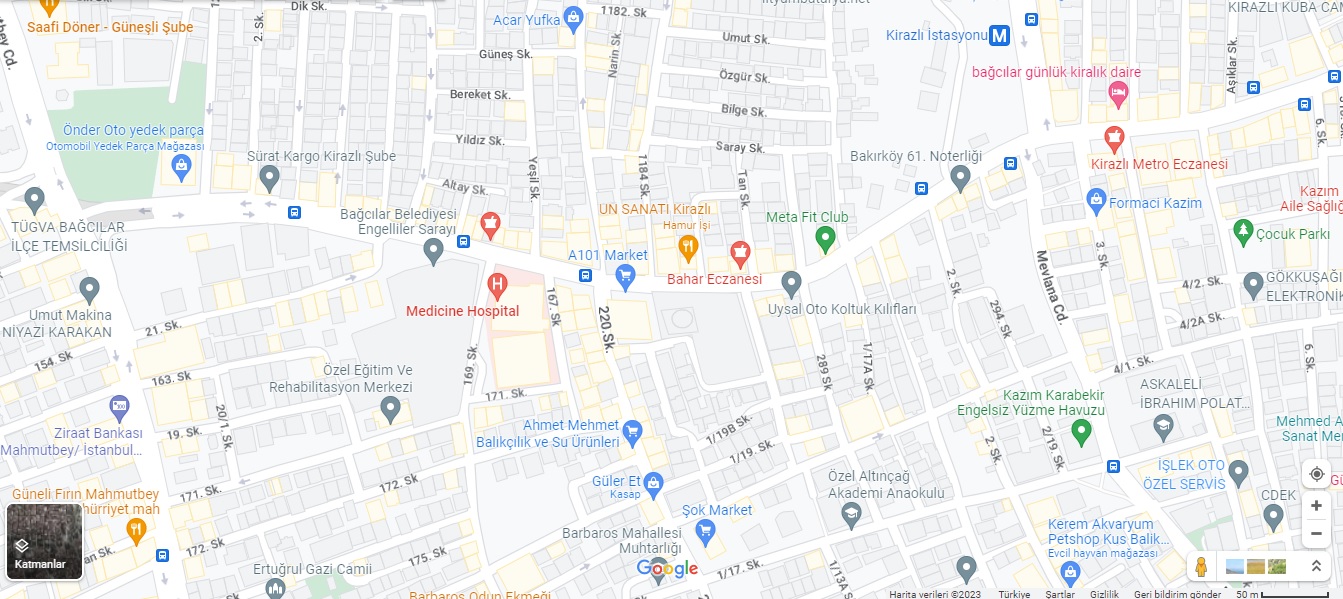 Saafi Döner - Güneşli Şube
2. Sk.
Dik Sk.
Acar Yufka
1182. Sk.
Narin Sk.
Umut Sk.
Kirazlı İstasyonu
M
KIRAZLI KUBA CAM
bey Cd.
Güneş Sk.
Özgür Sk.
bağcılar günlük kiralık daire
Aşıklar Sk.
Bereket Sk.
Bilge Sk.
6. Sk.
Önder Oto yedek parça
Otomobil Yedek Parça Mağazası
Yıldız Sk.
Saray Sk.
Sürat Kargo Kirazlı Şube
Yeşil Sk.
1184 Sk.
Tan Sk.
Bakırköy 61. Noterliği
Kirazlı Metro Eczanesi
Altay Sk.
Kazım
Aile Sağlığ
TÜGVA BAĞCILAR
İLÇE TEMSİLCİLİĞİ
Bağcılar Belediyesi
Engelliler Sarayı
UN SANATI Kirazlı
Hamur İşi
Meta Fit Club
Formaci Kazim
Çocuk Parkı
A101 Market
Bahar Eczanesi
3. Sk.
Mevlana Cd.
H
Medicine Hospital
167. Sk
220.Sk.
Uysal Oto Koltuk Kılıfları
2. Sk.
294. Sk.
4/2. Sk.
GÖKKUŞAĞI
ELEKTRONİK
Umut Makina
NİYAZİ KARAKAN
21. Sk.
4/2A Sk.
154. Sk
163. Sk
169. Sk.
Özel Eğitim Ve
Rehabilitasyon Merkezi
289 Sk.
1/17A Sk.
4/1. Sk.
6. Sk.
171. Sk.
Kazım Karabekir
Engelsiz Yüzme Havuzu
ASKALELİ
İBRAHIM POLAT...
20/1. Sk.
19. Sk.
Ziraat Bankası
Mahmutbey/ İstanbul...
Ahmet Mehmet
Balıkçılık ve Su Ürünleri
1/19B Sk.
1/19. Sk.
2. Sk.
2/19. Sk.
Mehmed A
Sanat Me
171. Sk.
172. Sk.
Güler Et
Kasap
Özel Altınçağ
Akademi Anaokulu
İŞLEK OTO
ÖZEL SERVİS
Güneli Fırın Mahmutbey
hürriyet mah
CDEK
Şok Market
Barbaros Mahallesi
Muhtarlığı
Kerem Akvaryum
Petshop Kuş Balik...
Evcil hayvan mağazası
Katmanlar
172. Sk.
175. Sk.
Ertuğrul Gazi Camii
Google
1/17. Sk.
1/13A Sk.
Barbaros Odun Ekmeği
Harita verileri ©2023 Türkiye Şartlar Gizlilik Geri bildirim gönder 50 m